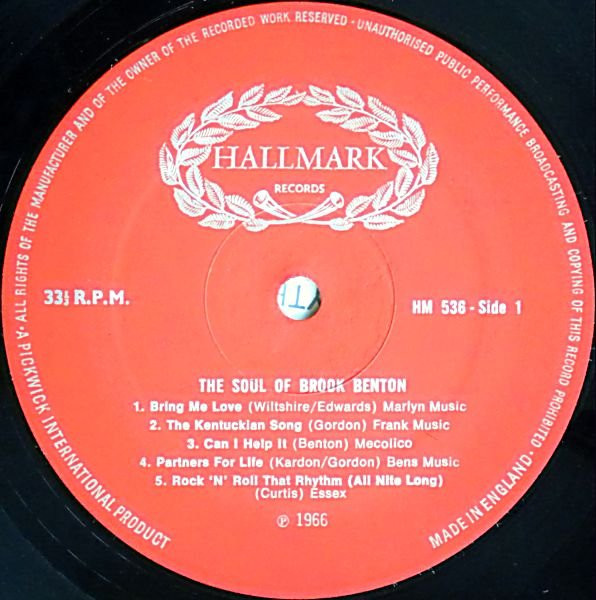 A PICKWICK INTERNATIONAL PRODUCT · ALL RIGHTS OF THE MANUFACTURER AND OF THE OWNER OF THE RECORDED WORK RESERVED · UNAUTHORISED PUBLIC PERFORMANCE BROADCASTING AND COPYING OF THIS RECORD PROHIBITED · MADE IN ENGLAND ·
HALLMARK
RECORDS
33⅓ R.P.M.
HM 536 - Side 1
THE SOUL OF BROOK BENTON
1. Bring Me Love (Wiltshire/Edwards) Marlyn Music
2. The Kentuckian Song (Gordon) Frank Music
3. Can I Help It (Benton) Mecolico
4. Partners For Life (Kardon/Gordon) Bens Music
5. Rock 'N' Roll That Rhythm (All Nite Long)
(Curtis) Essex
℗ 1966